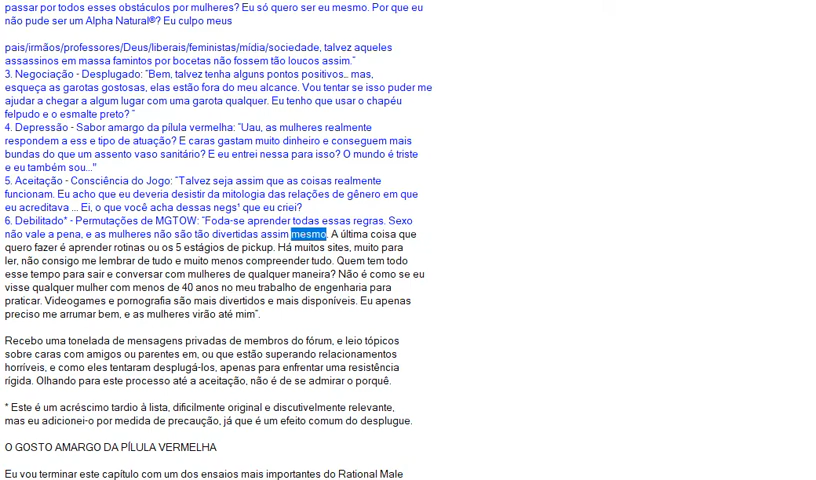 passar por todos esses obstáculos por mulheres? Eu só quero ser eu mesmo. Por que eu
não pude ser um Alpha Natural®? Eu culpo meus
pais/irmãos/professores/Deus/liberais/feministas/mídia/sociedade, talvez aqueles
assassinos em massa famintos por bocetas não fossem tão loucos assim.˝
3. Negociação - Desplugado: ˝Bem, talvez tenha alguns pontos positivos... mas,
esqueça as garotas gostosas, elas estão fora do meu alcance. Vou tentar se isso puder me
ajudar a chegar a algum lugar com uma garota qualquer. Eu tenho que usar o chapéu
felpudo e o esmalte preto? ˝
4. Depressão - Sabor amargo da pílula vermelha: ˝Uau, as mulheres realmente
respondem a ess e tipo de atuação? E caras gastam muito dinheiro e conseguem mais
bundas do que um assento vaso sanitário? E eu entrei nessa para isso? O mundo é triste
e eu também sou..."
5. Aceitação - Consciência do Jogo: ˝Talvez seja assim que as coisas realmente
funcionam. Eu acho que eu deveria desistir da mitologia das relações de gênero em que
eu acreditava ... Ei, o que você acha dessas negs¹ que eu criei?
6. Debilitado* - Permutações de MGTOW: ˝Foda-se aprender todas essas regras. Sexo
não vale a pena, e as mulheres não são tão divertidas assim mesmo. A última coisa que
quero fazer é aprender rotinas ou os 5 estágios de pickup. Há muitos sites, muito para
ler, não consigo me lembrar de tudo e muito menos compreender tudo. Quem tem todo
esse tempo para sair e conversar com mulheres de qualquer maneira? Não é como se eu
visse qualquer mulher com menos de 40 anos no meu trabalho de engenharia para
praticar. Videogames e pornografia são mais divertidos e mais disponíveis. Eu apenas
preciso me arrumar bem, e as mulheres virão até mim˝.
Recebo uma tonelada de mensagens privadas de membros do fórum, e leio tópicos
sobre caras com amigos ou parentes em, ou que estão superando relacionamentos
horríveis, e como eles tentaram desplugá-los, apenas para enfrentar uma resistência
rígida. Olhando para este processo até a aceitação, não é de se admirar o porquê.
* Este é um acréscimo tardio à lista, dificilmente original e discutivelmente relevante,
mas eu adicionei-o por medida de precaução, já que é um efeito comum do desplugue.
O GOSTO AMARGO DA PÍLULA VERMELHA
Eu vou terminar este capítulo com um dos ensaios mais importantes do Rational Male